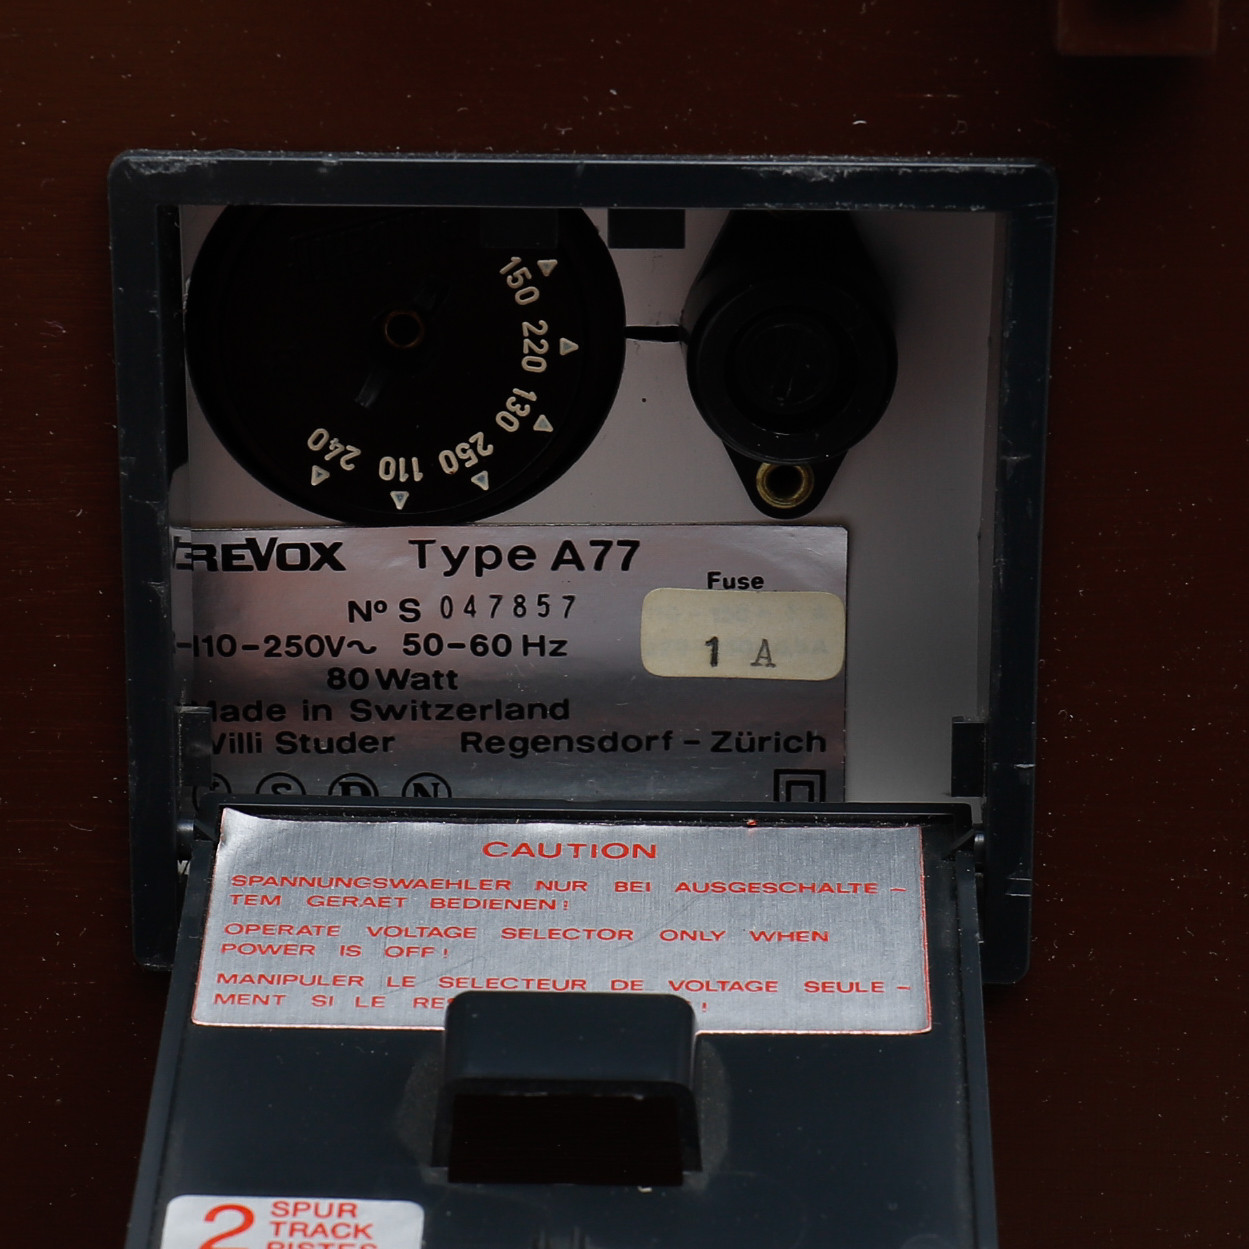 150
220
130
250
110
240
REVOX Type A77
Fuse
Nº S 047857
1 A
-110-250V~ 50-60 Hz
80 Watt
Made in Switzerland
Willi Studer Regensdorf - Zürich
S D N
CAUTION
SPANNUNGSWAEHLER NUR BEI AUSGESCHALTE-
TEM GERAET BEDIENEN!
OPERATE VOLTAGE SELECTOR ONLY WHEN
POWER IS OFF!
MANIPULER LE SELECTEUR DE VOLTAGE SEULE-
MENT SI LE
2 SPUR
TRACK
PISTES